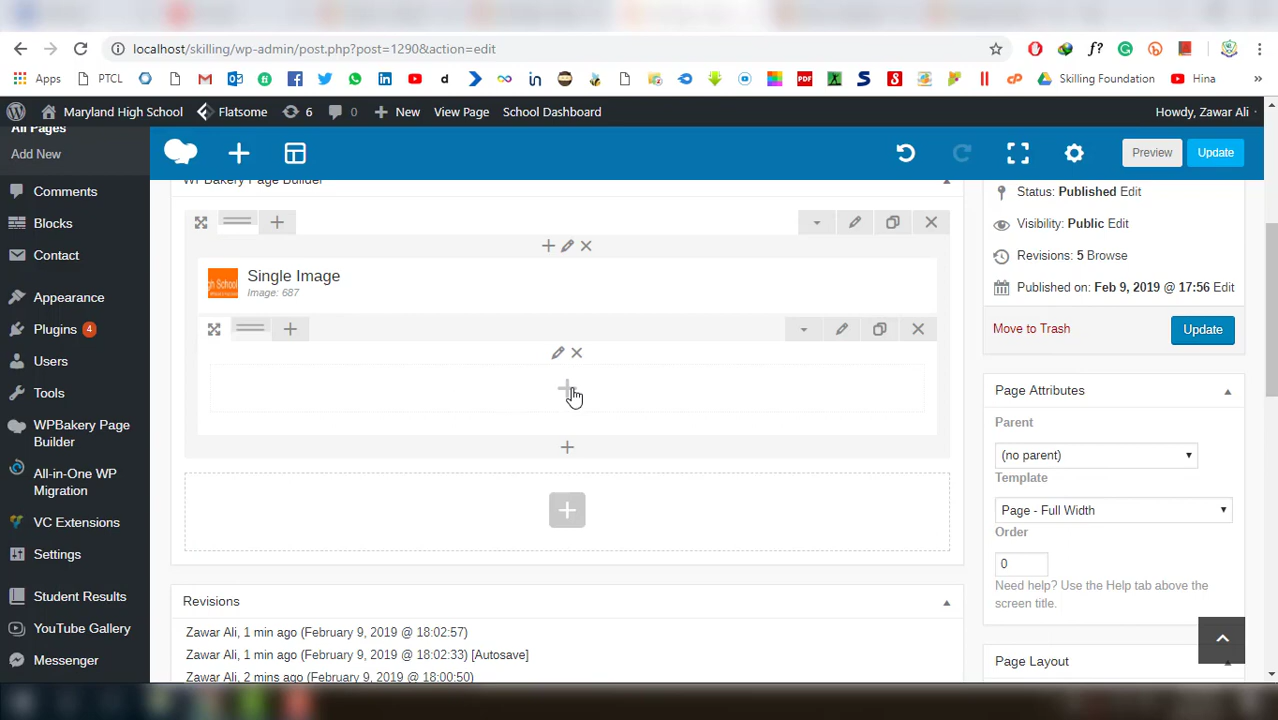 localhost/skilling/wp-admin/post.php?post=1290&action=edit
Apps PTCL Skilling Foundation Hina
Maryland High School Flatsome 6 0 New View Page School Dashboard Howdy, Zawar Ali
All Pages
Add New
Comments
Blocks
Contact
Appearance
Plugins 4
Users
Tools
WPBakery Page
Builder
All-in-One WP
Migration
VC Extensions
Settings
Student Results
YouTube Gallery
Messenger
Preview Update
WPBakery Page Builder
Single Image
Image: 687
Revisions
Zawar Ali, 1 min ago (February 9, 2019 @ 18:02:57)
Zawar Ali, 1 min ago (February 9, 2019 @ 18:02:33) [Autosave]
Zawar Ali, 2 mins ago (February 9, 2019 @ 18:00:50)
Status: Published Edit
Visibility: Public Edit
Revisions: 5 Browse
Published on: Feb 9, 2019 @ 17:56 Edit
Move to Trash Update
Page Attributes
Parent
(no parent)
Template
Page - Full Width
Order
0
Need help? Use the Help tab above the
screen title.
Page Layout